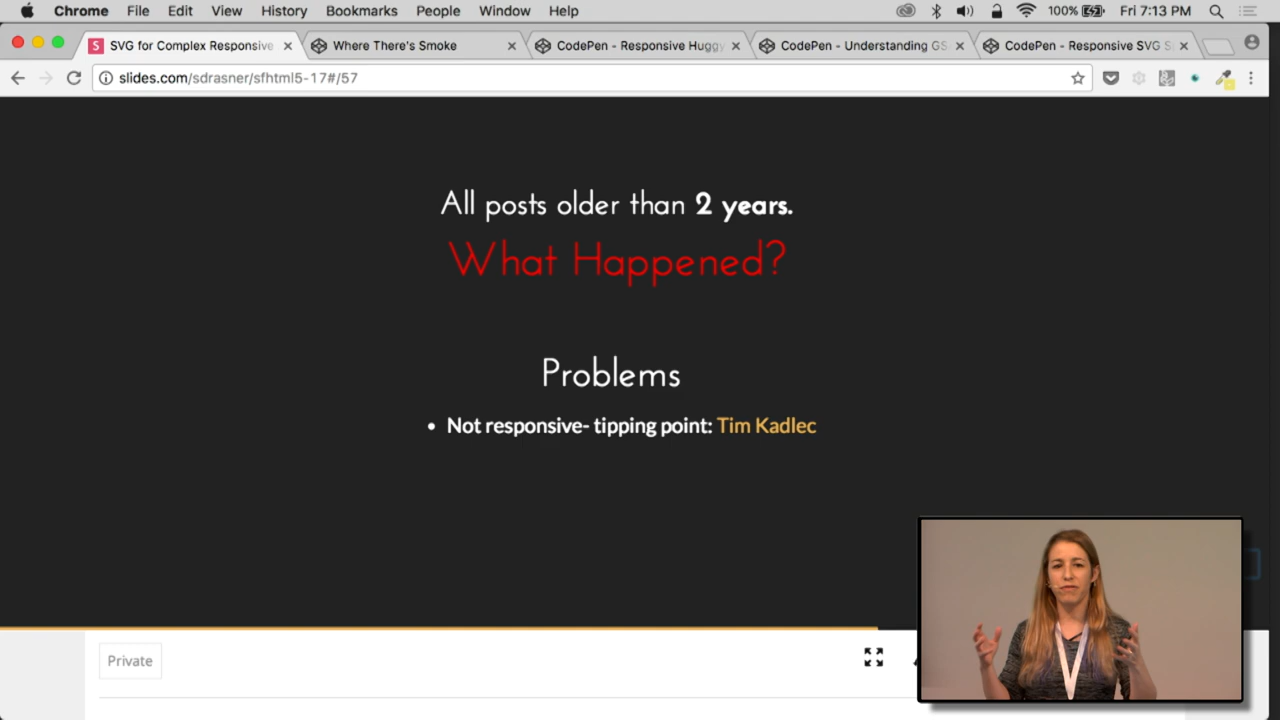 Chrome File Edit View History Bookmarks People Window Help 100% Fri 7:13 PM
S SVG for Complex Responsive Where There's Smoke CodePen - Responsive Huggy CodePen - Understanding GS CodePen - Responsive SVG S
slides.com/sdrasner/sfhtml5-17#/57
All posts older than 2 years.
What Happened?
Problems
• Not responsive- tipping point: Tim Kadlec
Private